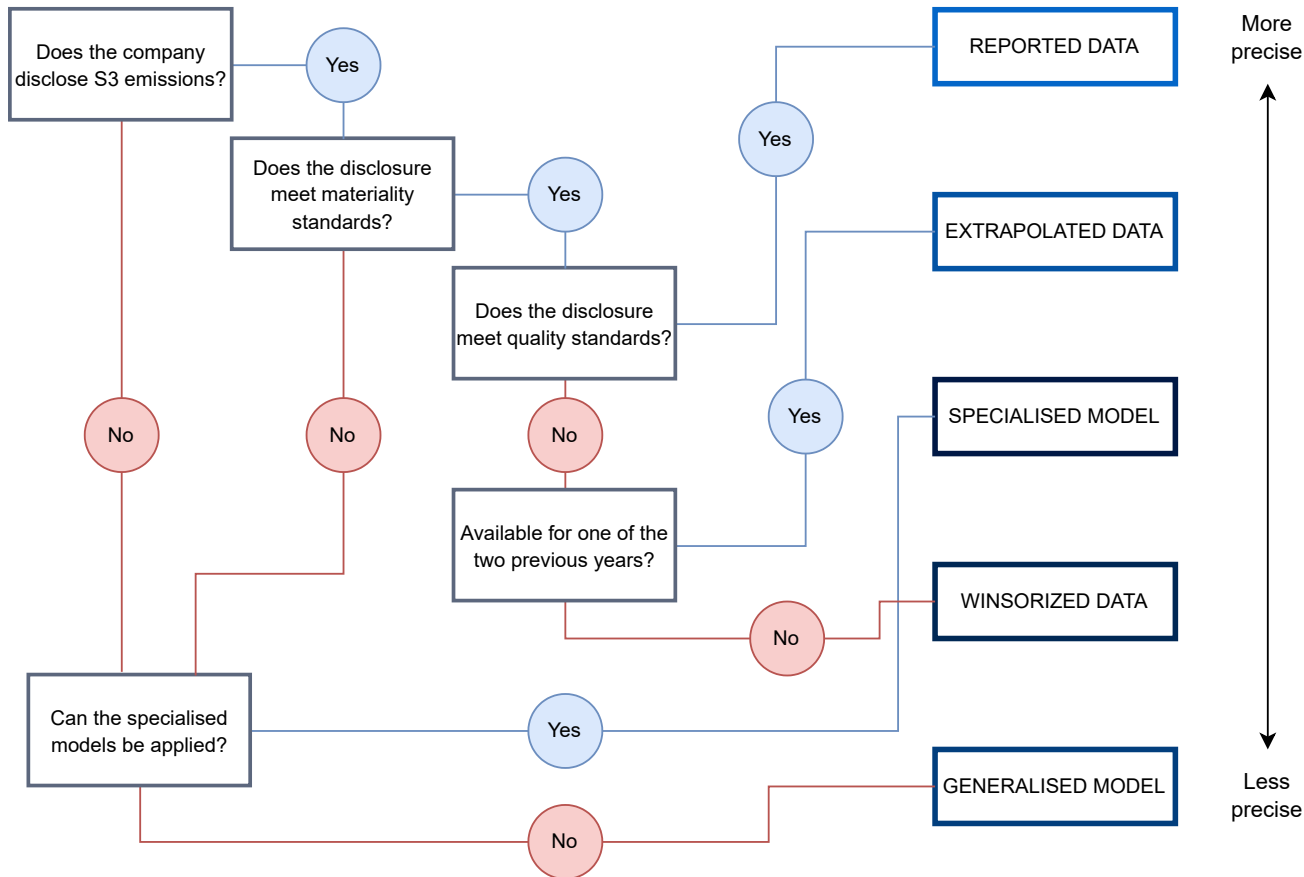 Does the company
disclose S3 emissions?
Yes
REPORTED DATA
More
precise
Does the disclosure
meet materiality
standards?
Yes
Yes
EXTRAPOLATED DATA
Does the disclosure
meet quality standards?
No
No
No
Yes
SPECIALISED MODEL
Available for one of the
two previous years?
No
WINSORIZED DATA
Can the specialised
models be applied?
Yes
GENERALISED MODEL
Less
precise
No